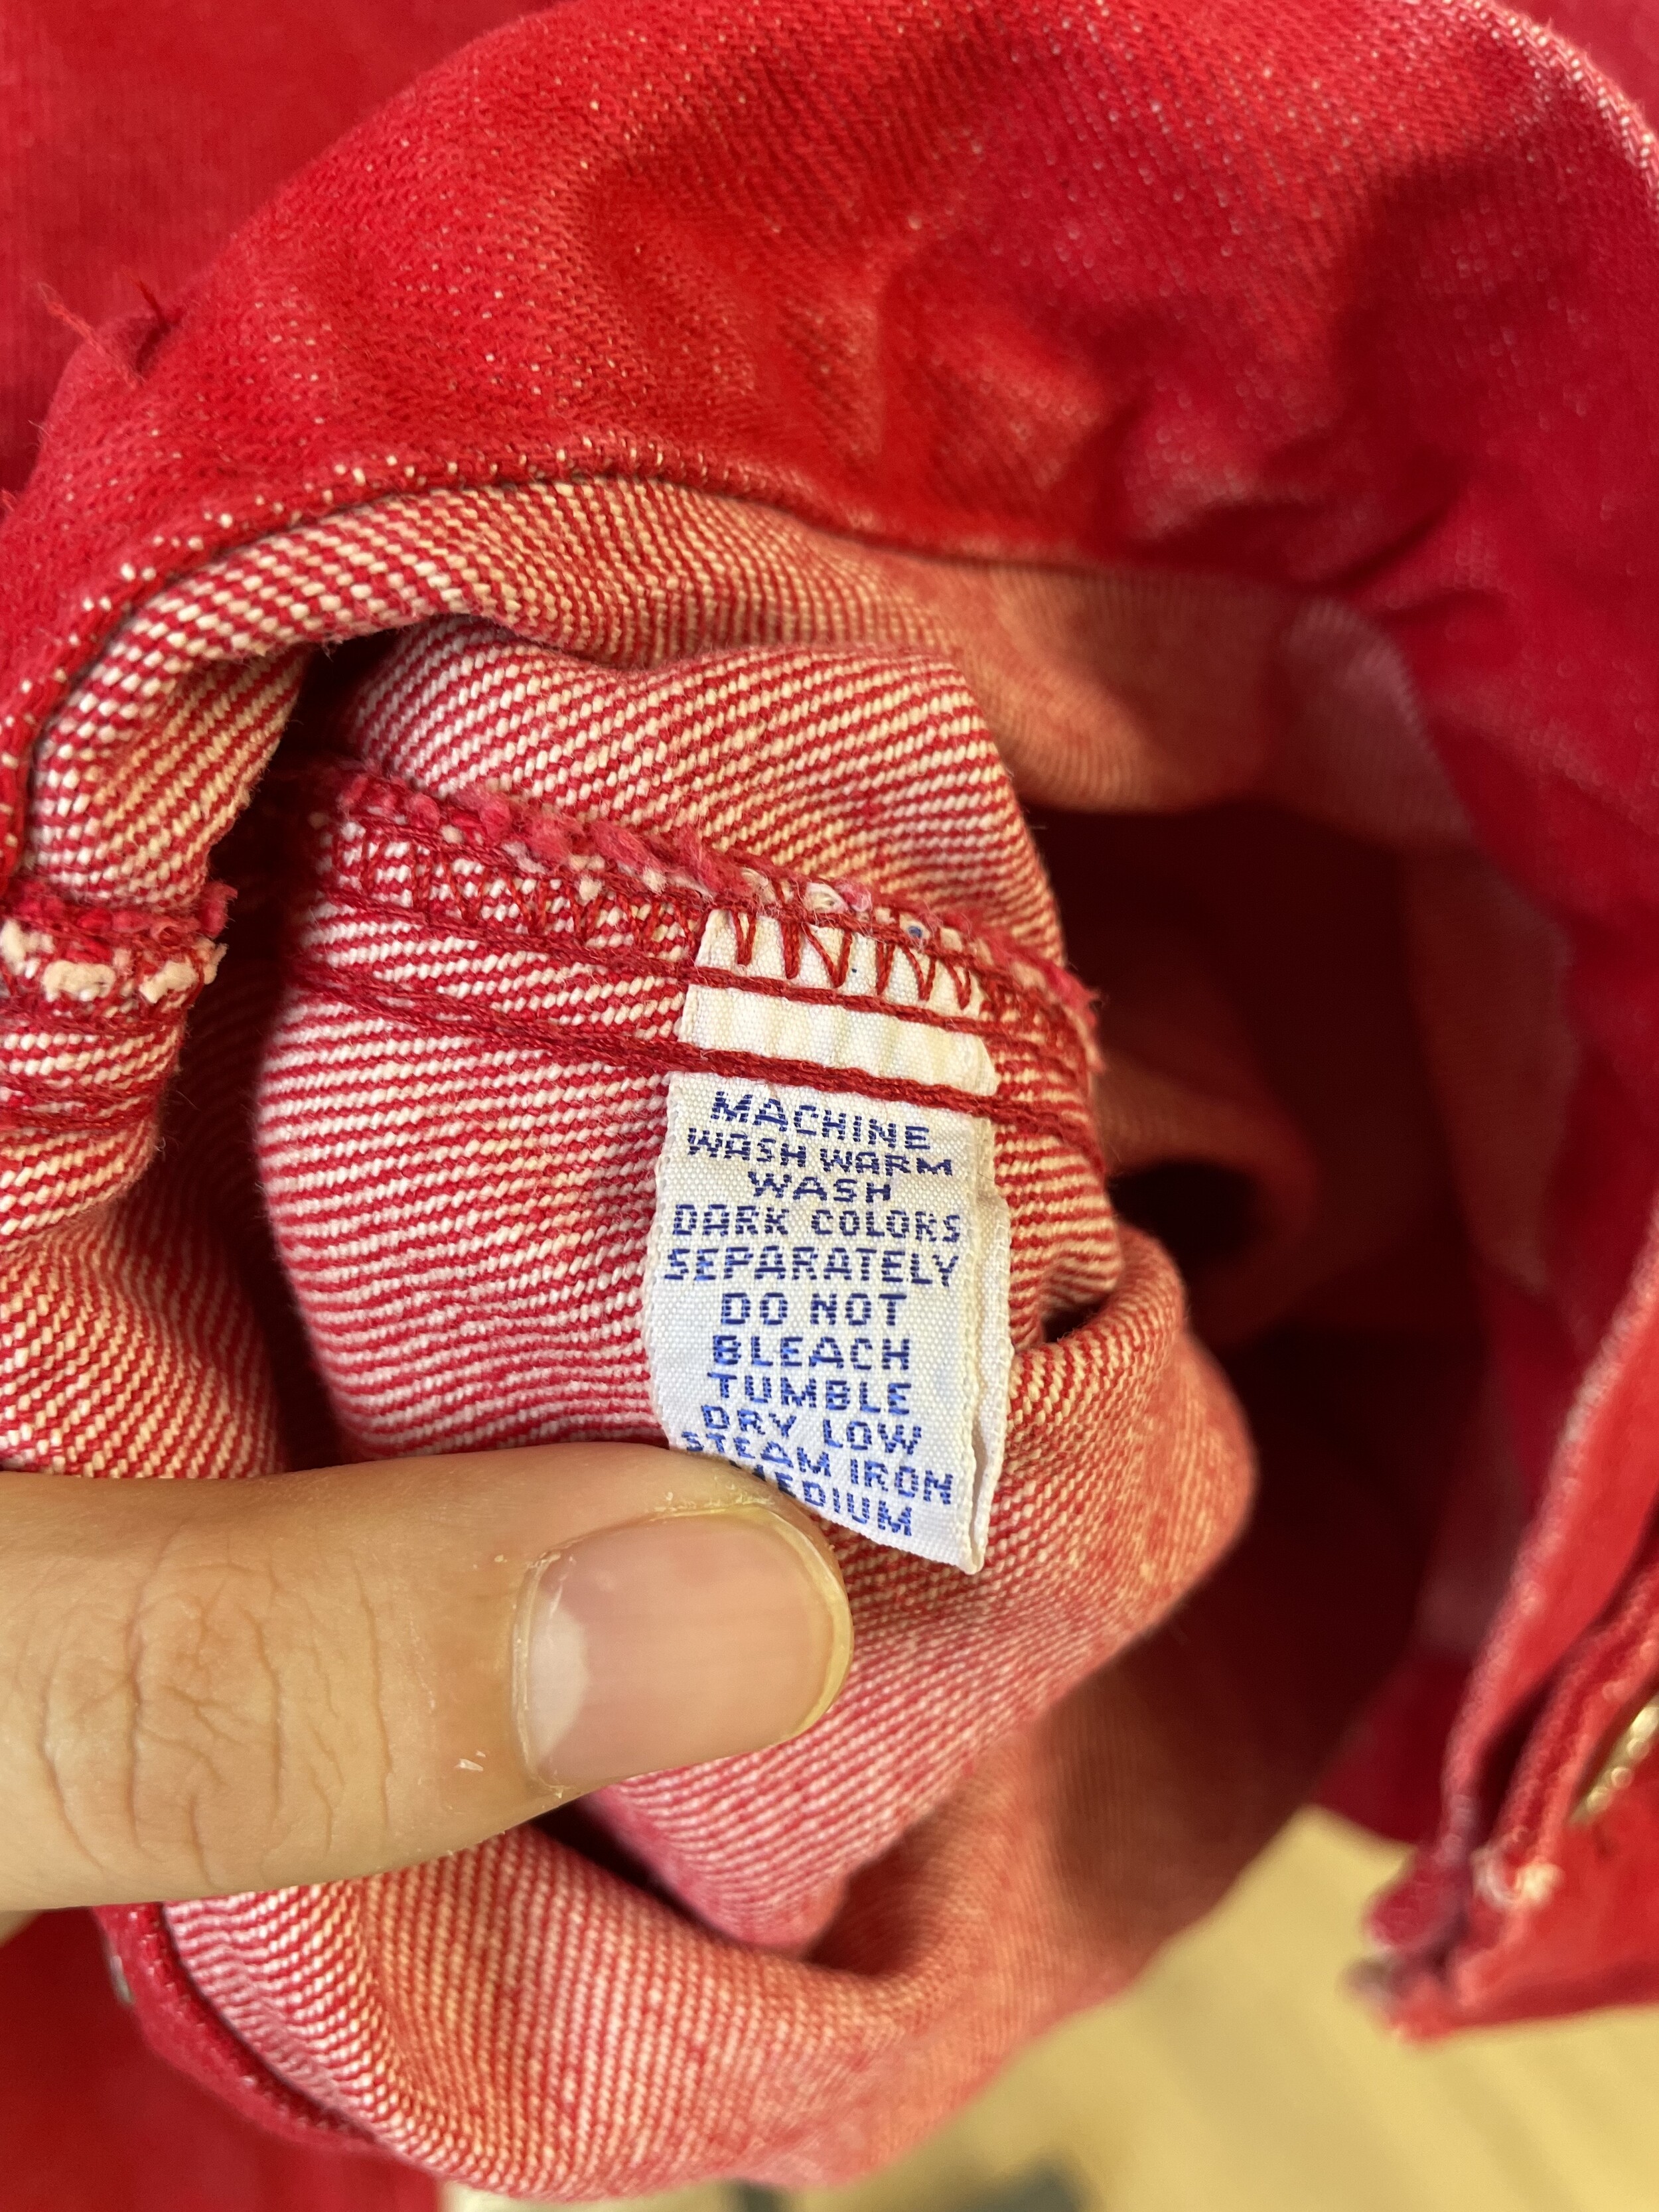 MACHINE
WASH WARM
WASH
DARK COLORS
SEPARATELY
DO NOT
BLEACH
TUMBLE
DRY LOW
STEAM IRON
MEDIUM